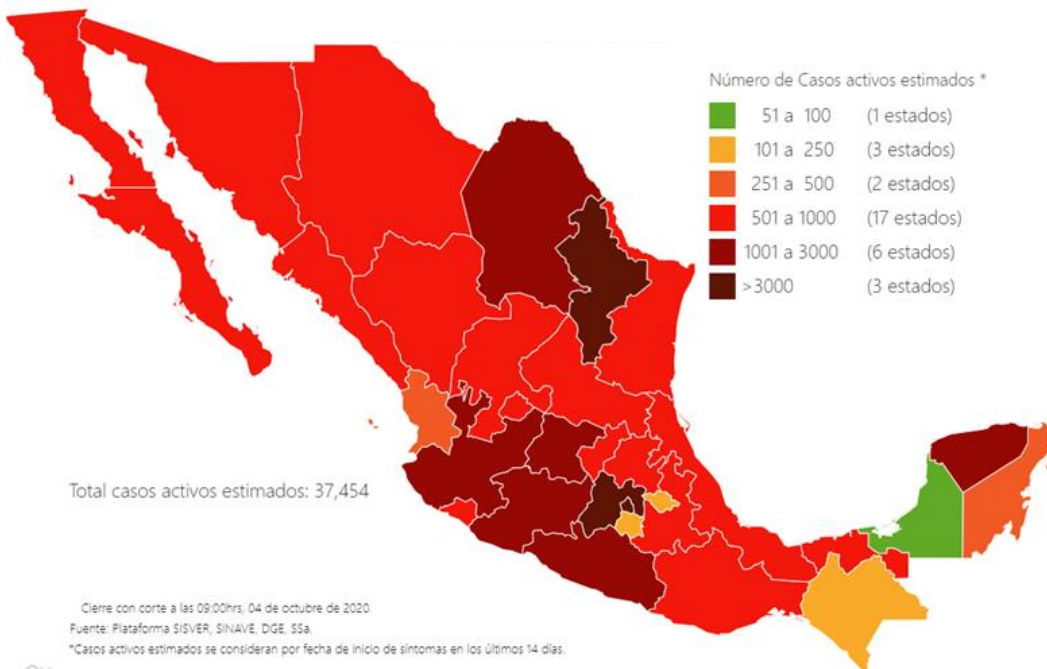 Número de Casos activos estimados *
51 a 100 (1 estados)
101 a 250 (3 estados)
251 a 500 (2 estados)
501 a 1000 (17 estados)
1001 a 3000 (6 estados)
>3000 (3 estados)
Total casos activos estimados: 37,454
Cierre con corte a las 09:00hrs, 04 de octubre de 2020
Fuente: Plataforma SISVER, SINAVE, DGE, SSa.
*Casos activos estimados se consideran por fecha de inicio de síntomas en los últimos 14 días.